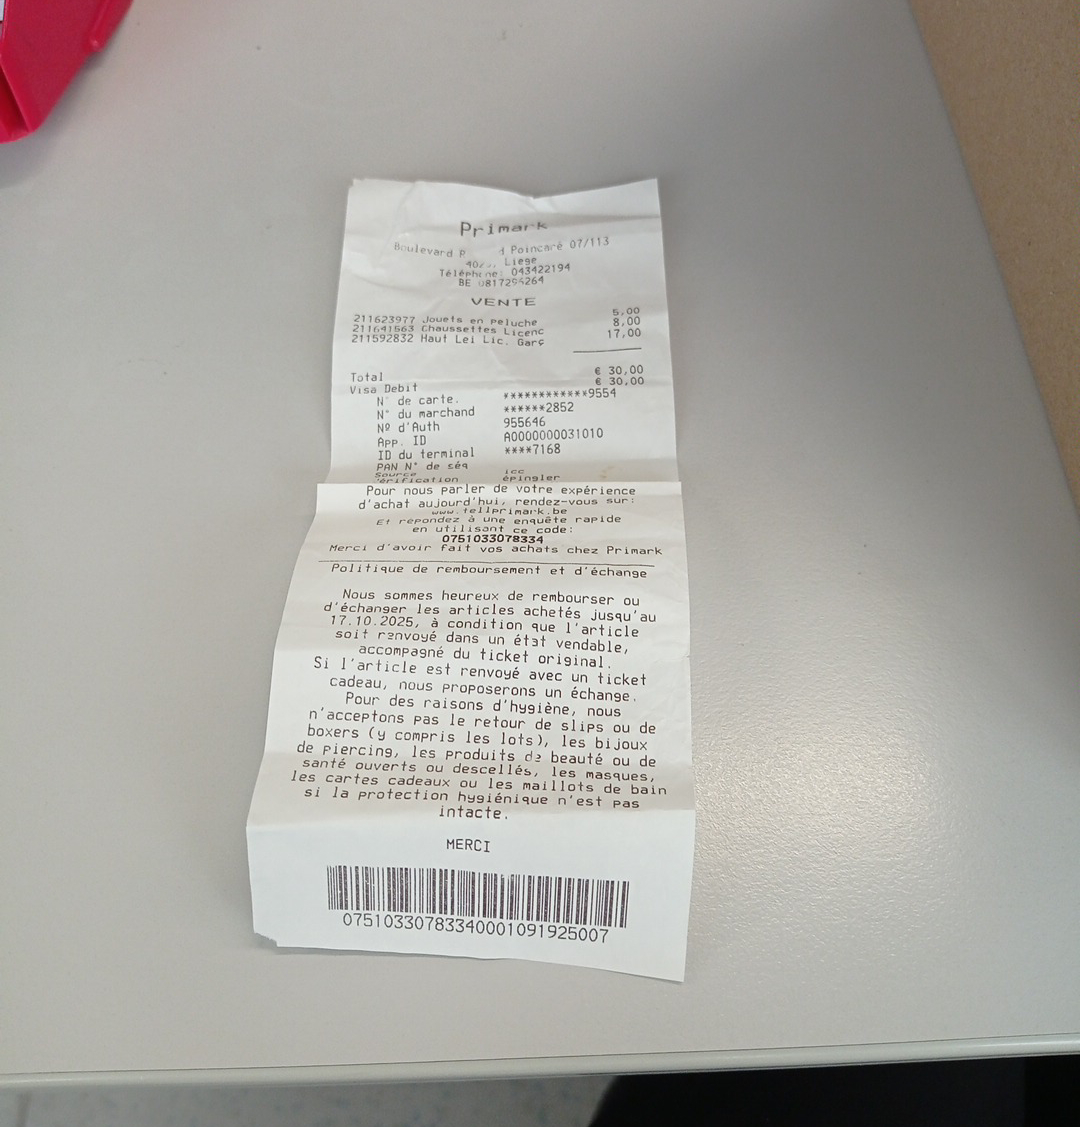 Primark
Boulevard P d Poincaré 07/113
Liege
Téléphone: 043422194
BE 0817294264
VENTE
211623977 Jouets en peluche 5,00
211641563 Chaussettes Licenc 8,00
211592832 Haut Lei Lic. Garç 17,00
Total € 30,00
Visa Debit € 30,00
N° de carte. ************9554
N° du marchand ******2852
Nº d'Auth 955646
App. ID A0000000031010
ID du terminal ****7168
PAN N° de séq
Source icc
érification épingler
Pour nous parler de votre expérience
d'achat aujourd'hui, rendez-vous sur:
www.tellprimark.be
Et répondez à une enquête rapide
en utilisant ce code:
0751033078334
Merci d'avoir fait vos achats chez Primark
Politique de remboursement et d'échange
Nous sommes heureux de rembourser ou
d'échanger les articles achetés jusqu'au
17.10.2025, à condition que l'article
soit renvoyé dans un état vendable,
accompagné du ticket original.
Si l'article est renvoyé avec un ticket
cadeau, nous proposerons un échange.
Pour des raisons d'hygiène, nous
n'acceptons pas le retour de slips ou de
boxers (y compris les lots), les bijoux
de piercing, les produits de beauté ou de
santé ouverts ou descellés, les masques,
les cartes cadeaux ou les maillots de bain
si la protection hygiénique n'est pas
intacte.
MERCI
07510330783340001091925007